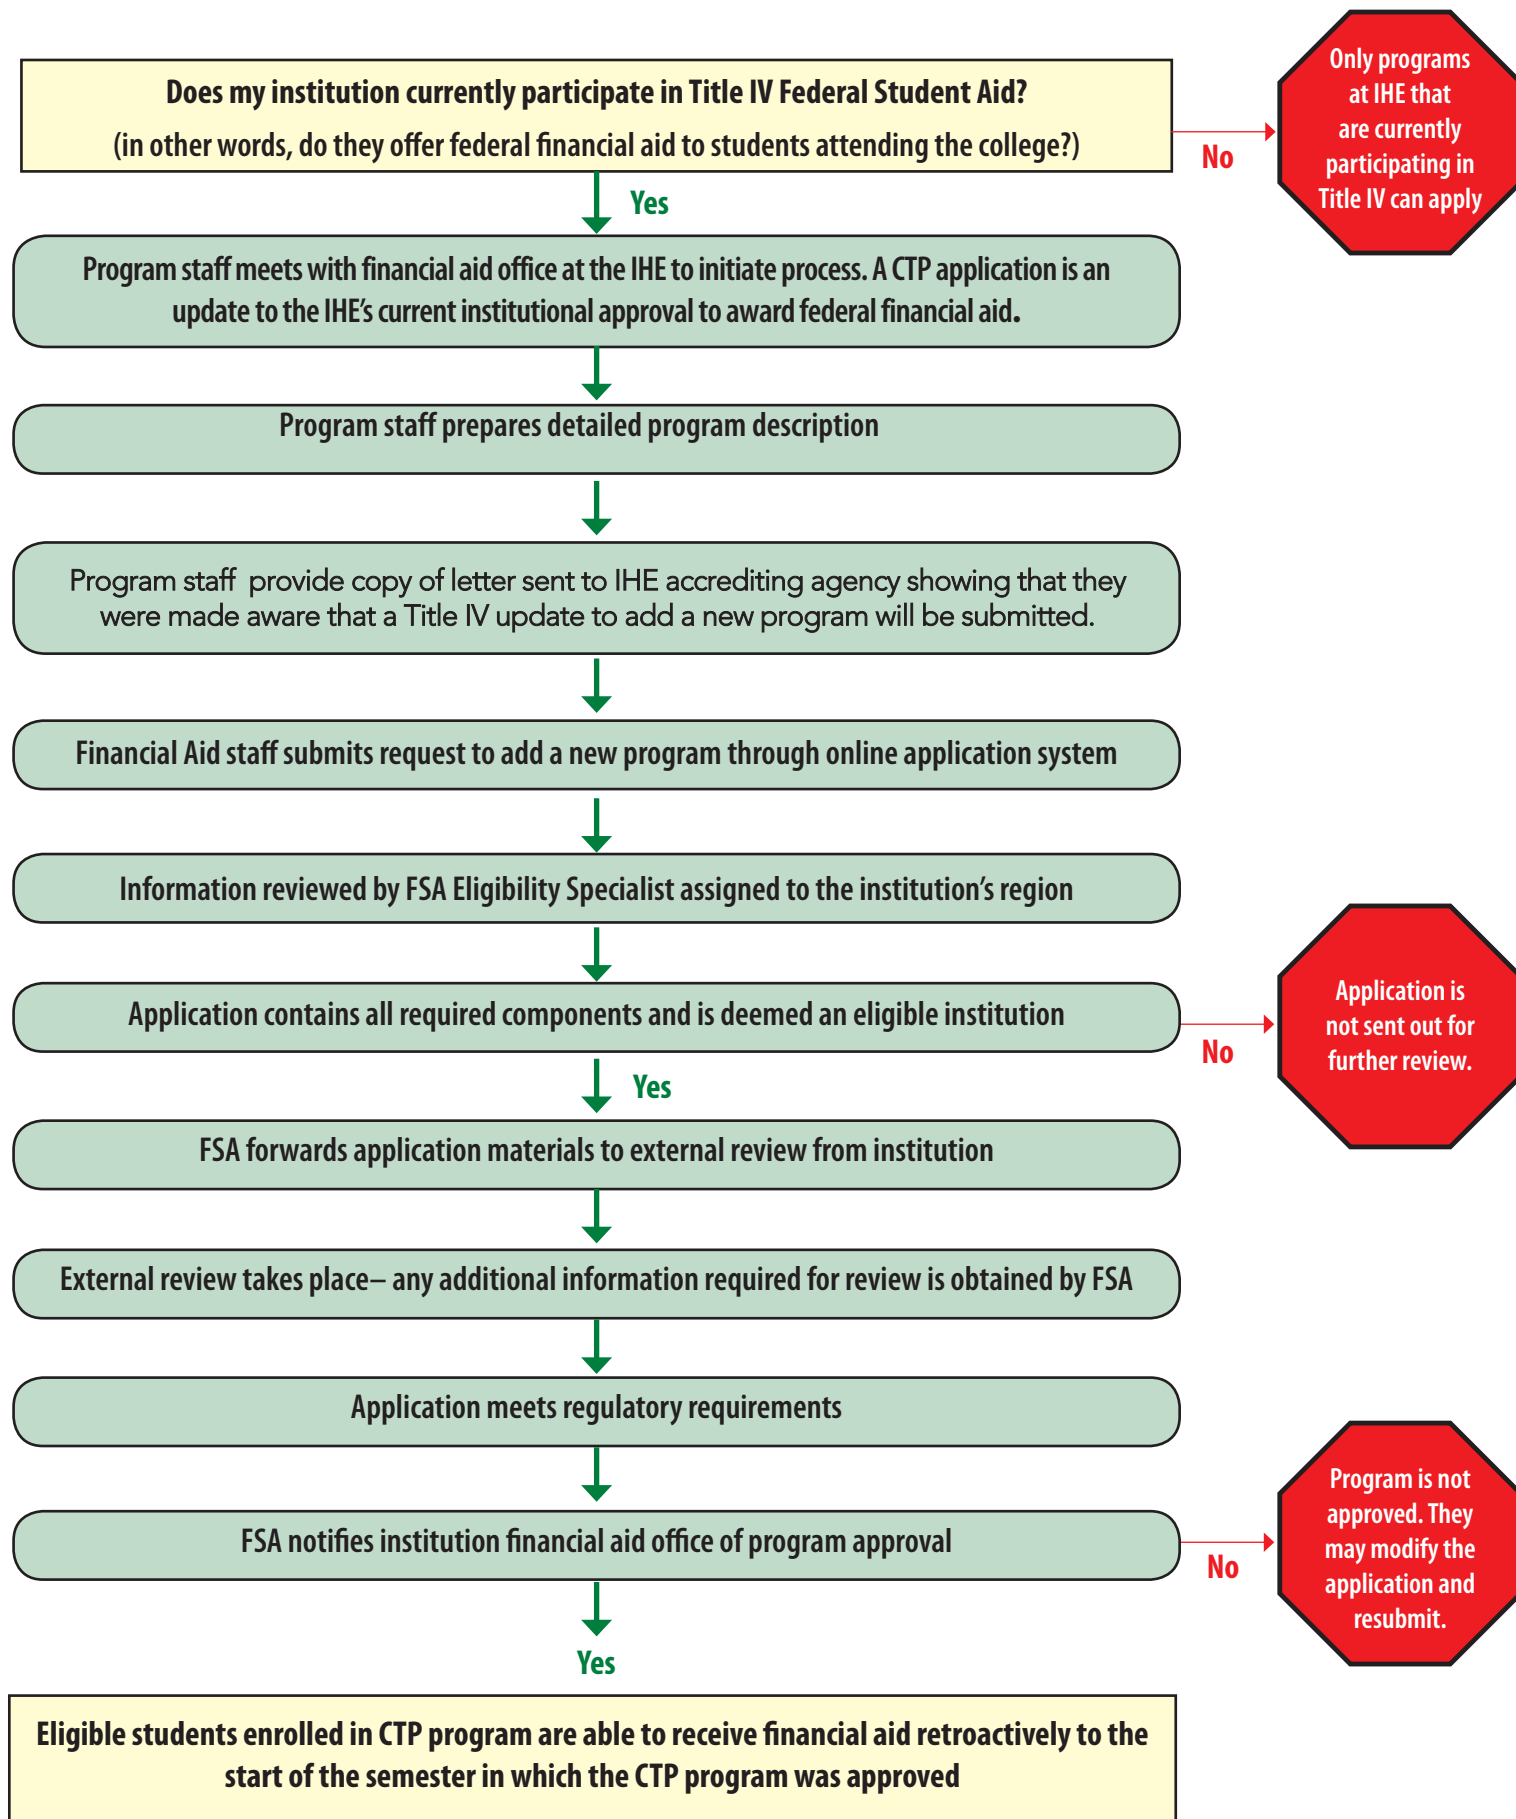 Does my institution currently participate in Title IV Federal Student Aid?
(in other words, do they offer federal financial aid to students attending the college?)
No
Only programs
at IHE that
are currently
participating in
Title IV can apply
Yes
Program staff meets with financial aid office at the IHE to initiate process. A CTP application is an
update to the IHE's current institutional approval to award federal financial aid.
Program staff prepares detailed program description
Program staff provide copy of letter sent to IHE accrediting agency showing that they
were made aware that a Title IV update to add a new program will be submitted.
Financial Aid staff submits request to add a new program through online application system
Information reviewed by FSA Eligibility Specialist assigned to the institution's region
Application contains all required components and is deemed an eligible institution
No
Application is
not sent out for
further review.
Yes
FSA forwards application materials to external review from institution
External review takes place– any additional information required for review is obtained by FSA
Application meets regulatory requirements
FSA notifies institution financial aid office of program approval
No
Program is not
approved. They
may modify the
application and
resubmit.
Yes
Eligible students enrolled in CTP program are able to receive financial aid retroactively to the
start of the semester in which the CTP program was approved